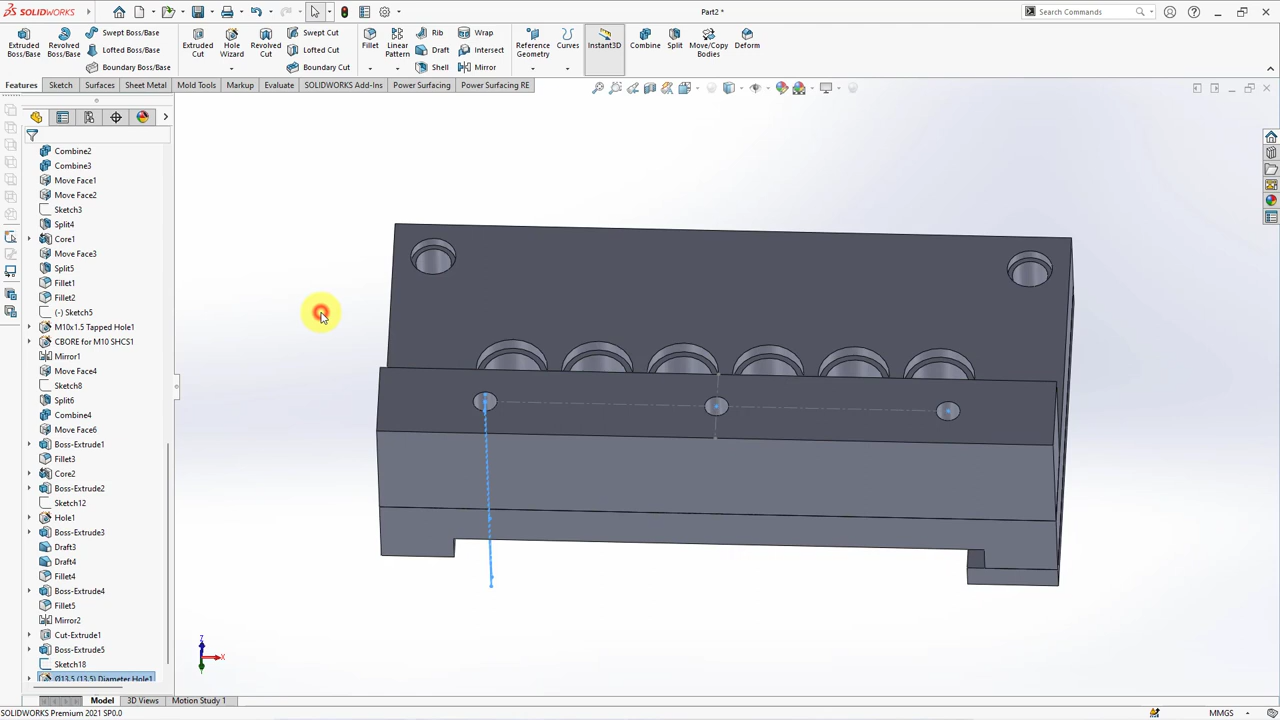 SOLIDWORKS
Part2 *
Search Commands
Extruded Boss/Base
Revolved Boss/Base
Swept Boss/Base
Lofted Boss/Base
Boundary Boss/Base
Extruded Cut
Hole Wizard
Revolved Cut
Swept Cut
Lofted Cut
Boundary Cut
Fillet
Linear Pattern
Rib
Draft
Shell
Wrap
Intersect
Mirror
Reference Geometry
Curves
Instant3D
Combine
Split
Move/Copy Bodies
Deform
Features
Sketch
Surfaces
Sheet Metal
Mold Tools
Markup
Evaluate
SOLIDWORKS Add-Ins
Power Surfacing
Power Surfacing RE
Combine2
Combine3
Move Face1
Move Face2
Sketch3
Split4
Core1
Move Face3
Split5
Fillet1
Fillet2
(-) Sketch5
M10x1.5 Tapped Hole1
CBORE for M10 SHCS1
Mirror1
Move Face4
Sketch8
Split6
Combine4
Move Face6
Boss-Extrude1
Fillet3
Core2
Boss-Extrude2
Sketch12
Hole1
Boss-Extrude3
Draft3
Draft4
Fillet4
Boss-Extrude4
Fillet5
Mirror2
Cut-Extrude1
Boss-Extrude5
Sketch18
Ø13.5 (13.5) Diameter Hole1
Z
X
Model
3D Views
Motion Study 1
SOLIDWORKS Premium 2021 SP0.0
MMGS